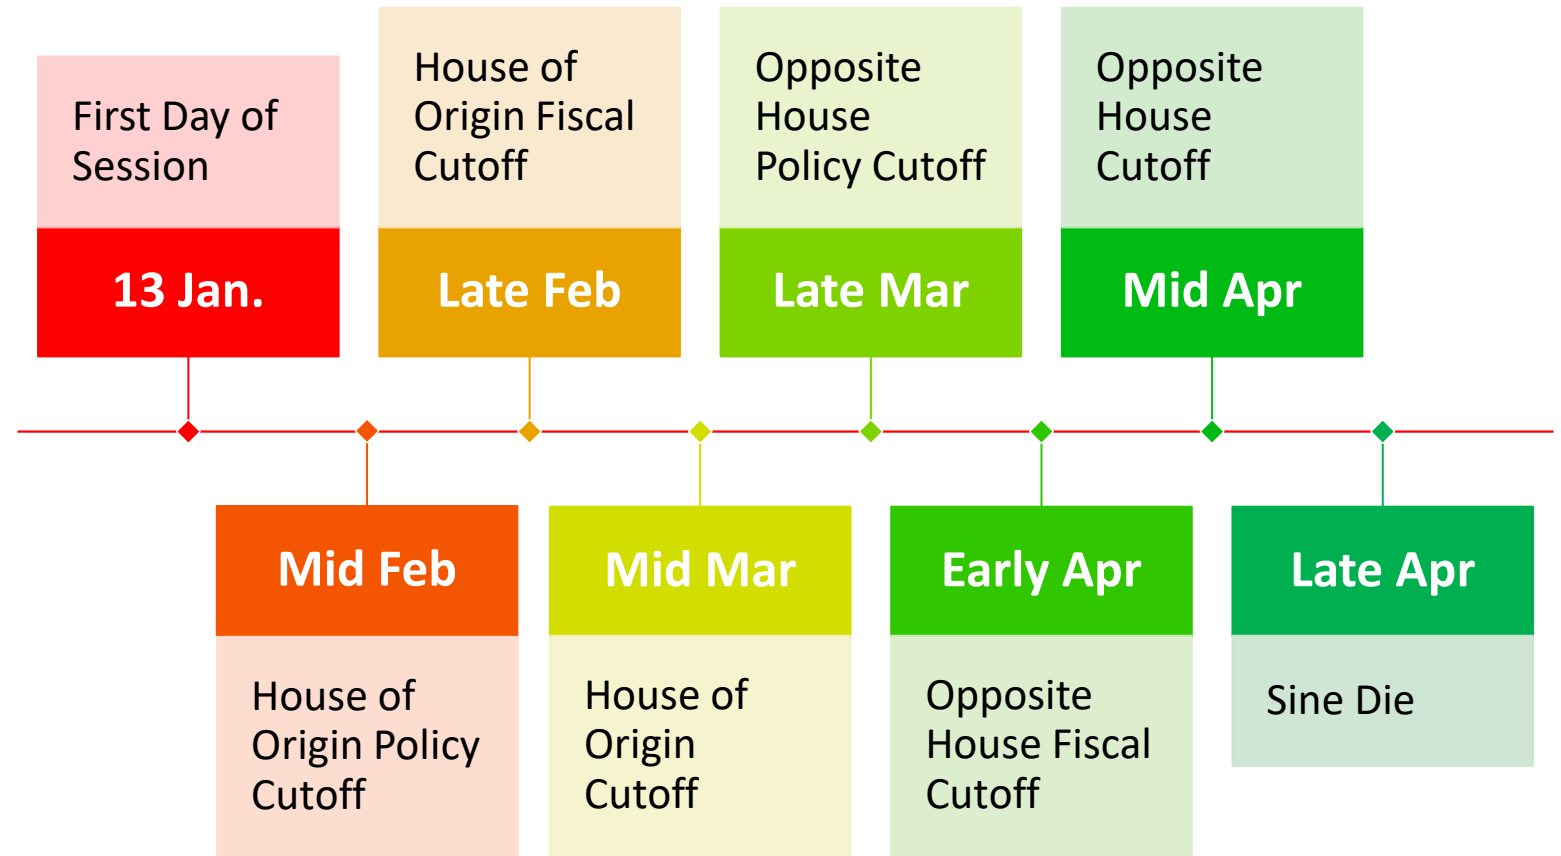 First Day of
Session
13 Jan.
Mid Feb
House of
Origin Policy
Cutoff
House of
Origin Fiscal
Cutoff
Late Feb
Mid Mar
House of
Origin
Cutoff
Opposite
House
Policy Cutoff
Late Mar
Early Apr
Opposite
House Fiscal
Cutoff
Opposite
House
Cutoff
Mid Apr
Late Apr
Sine Die